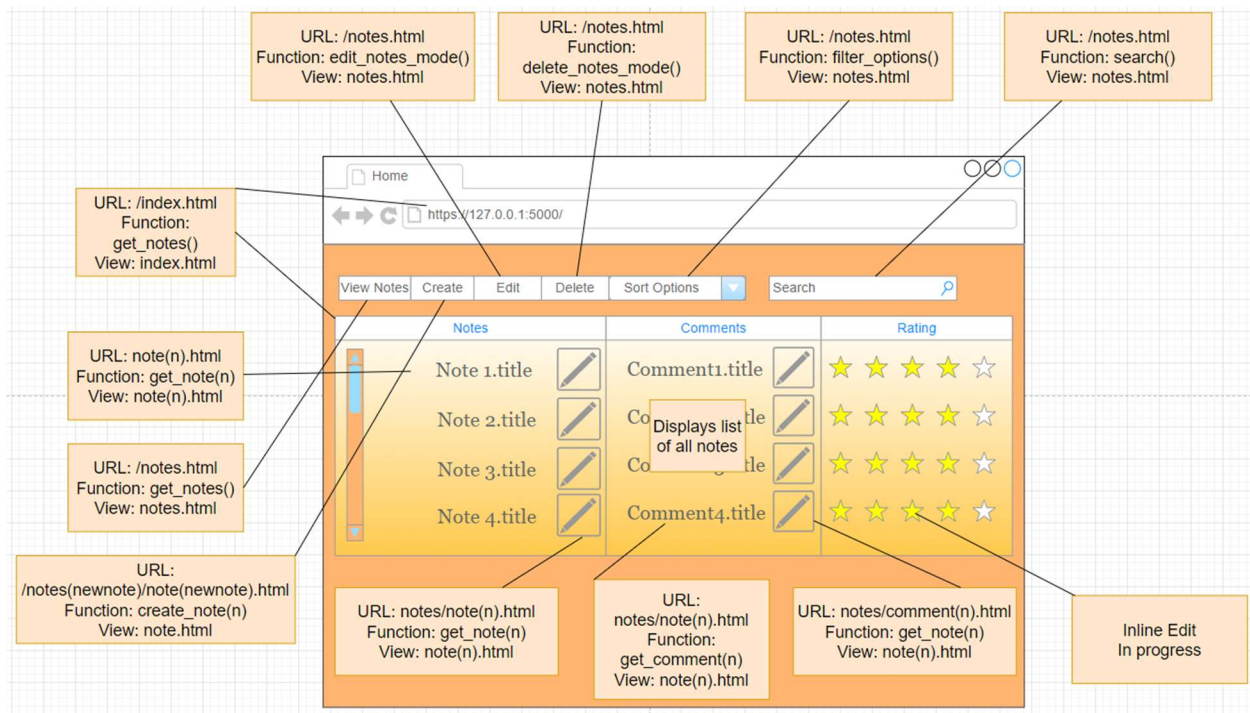 URL: /notes.html
Function: edit_notes_mode()
View: notes.html
URL: /notes.html
Function:
delete_notes_mode()
View: notes.html
URL: /notes.html
Function: filter_options()
View: notes.html
URL: /notes.html
Function: search()
View: notes.html
Home
https://127.0.0.1:5000/
URL: /index.html
Function:
get_notes()
View: index.html
View Notes
Create
Edit
Delete
Sort Options
Search
Notes
Comments
Rating
URL: note(n).html
Function: get_note(n)
View: note(n).html
Note 1.title
Comment1.title
Note 2.title
Note 3.title
Note 4.title
Comment4.title
Displays list
of all notes
URL: /notes.html
Function: get_notes()
View: notes.html
URL:
/notes(newnote)/note(newnote).html
Function: create_note(n)
View: note.html
URL: notes/note(n).html
Function: get_note(n)
View: note(n).html
URL:
notes/note(n).html
Function:
get_comment(n)
View: note(n).html
URL: notes/comment(n).html
Function: get_note(n)
View: note(n).html
Inline Edit
In progress